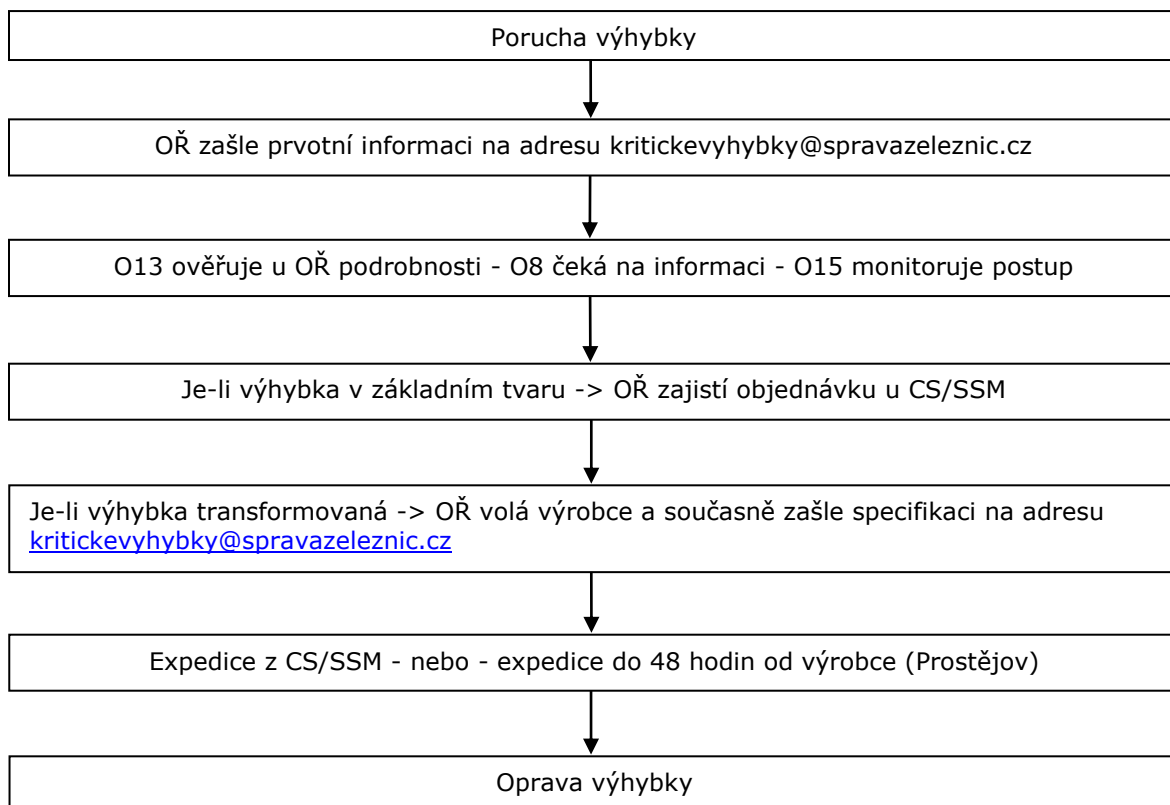 Porucha výhybky
OŘ zašle prvotní informaci na adresu kritickevyhybky@spravazeleznic.cz
O13 ověřuje u OŘ podrobnosti - O8 čeká na informaci - O15 monitoruje postup
Je-li výhybka v základním tvaru -> OŘ zajistí objednávku u CS/SSM
Je-li výhybka transformovaná -> OŘ volá výrobce a současně zašle specifikaci na adresu
kritickevyhybky@spravazeleznic.cz
Expedice z CS/SSM - nebo - expedice do 48 hodin od výrobce (Prostějov)
Oprava výhybky